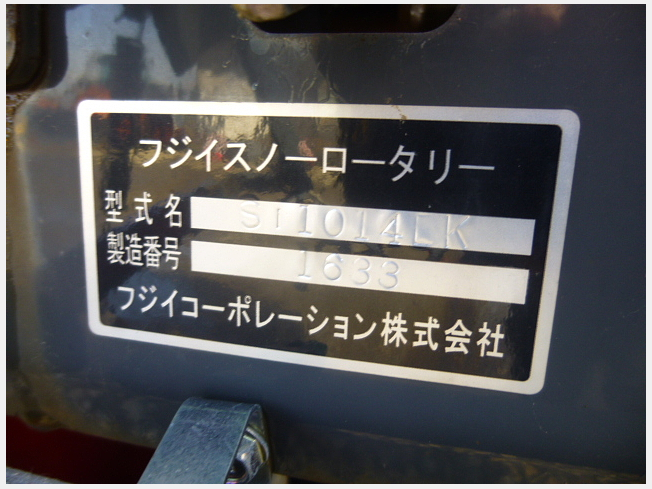 フジイスノーロータリー
型式名 ST1014LK
製造番号 1633
フジイコーポレーション株式会社